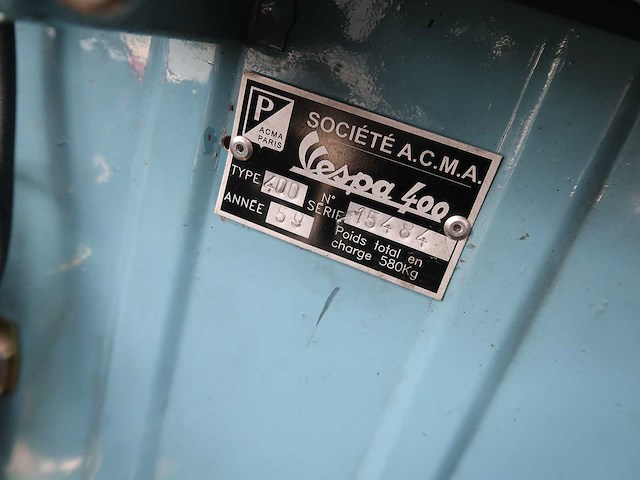 P
ACMA
PARIS
SOCIÉTÉ A.C.M.A.
Vespa 400
TYPE 400 N° SÉRIE 15484
ANNÉE 59
Poids total en
charge 580Kg